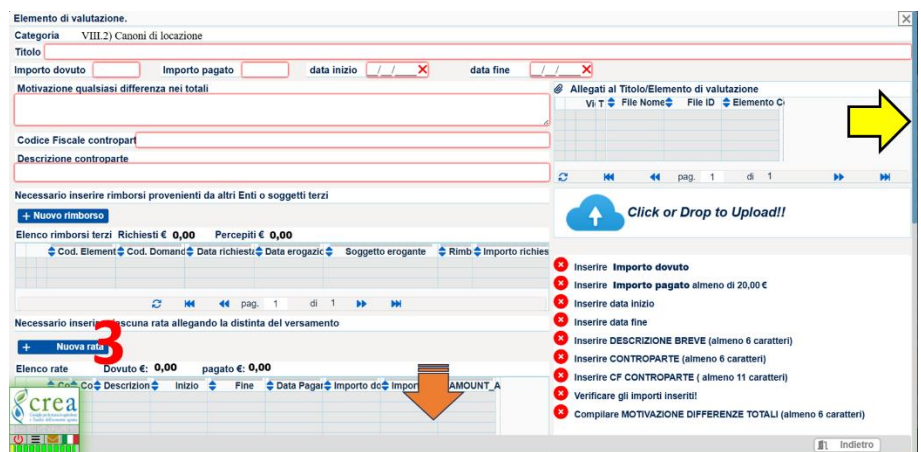 Elemento di valutazione.
Categoria VIII.2) Canoni di locazione
Titolo
Importo dovuto Importo pagato data inizio _/_/___ data fine _/_/___
Motivazione qualsiasi differenza nei totali
Codice Fiscale contropart
Descrizione controparte
Necessario inserire rimborsi provenienti da altri Enti o soggetti terzi
+ Nuovo rimborso
Elenco rimborsi terzi Richiesti € 0,00 Percepiti € 0,00
Cod. Element Cod. Domand Data richiesta Data erogazic Soggetto erogante Rimb Importo richies
pag. 1 di 1
Necessario inserire ciascuna rata allegando la distinta del versamento
+ Nuova rata
3
Elenco rate Dovuto €: 0,00 pagato €: 0,00
Co Co Descrizion Inizio Fine Data Pagar Importo do Impor AMOUNT_A
crea
Allegati al Titolo/Elemento di valutazione
Vi T File Nome File ID Elemento C
pag. 1 di 1
Click or Drop to Upload!!
Inserire Importo dovuto
Inserire Importo pagato almeno di 20,00 €
Inserire data inizio
Inserire data fine
Inserire DESCRIZIONE BREVE (almeno 6 caratteri)
Inserire CONTROPARTE (almeno 6 caratteri)
Inserire CF CONTROPARTE ( almeno 11 caratteri)
Verificare gli importi inseriti!
Compilare MOTIVAZIONE DIFFERENZE TOTALI (almeno 6 caratteri)
Indietro